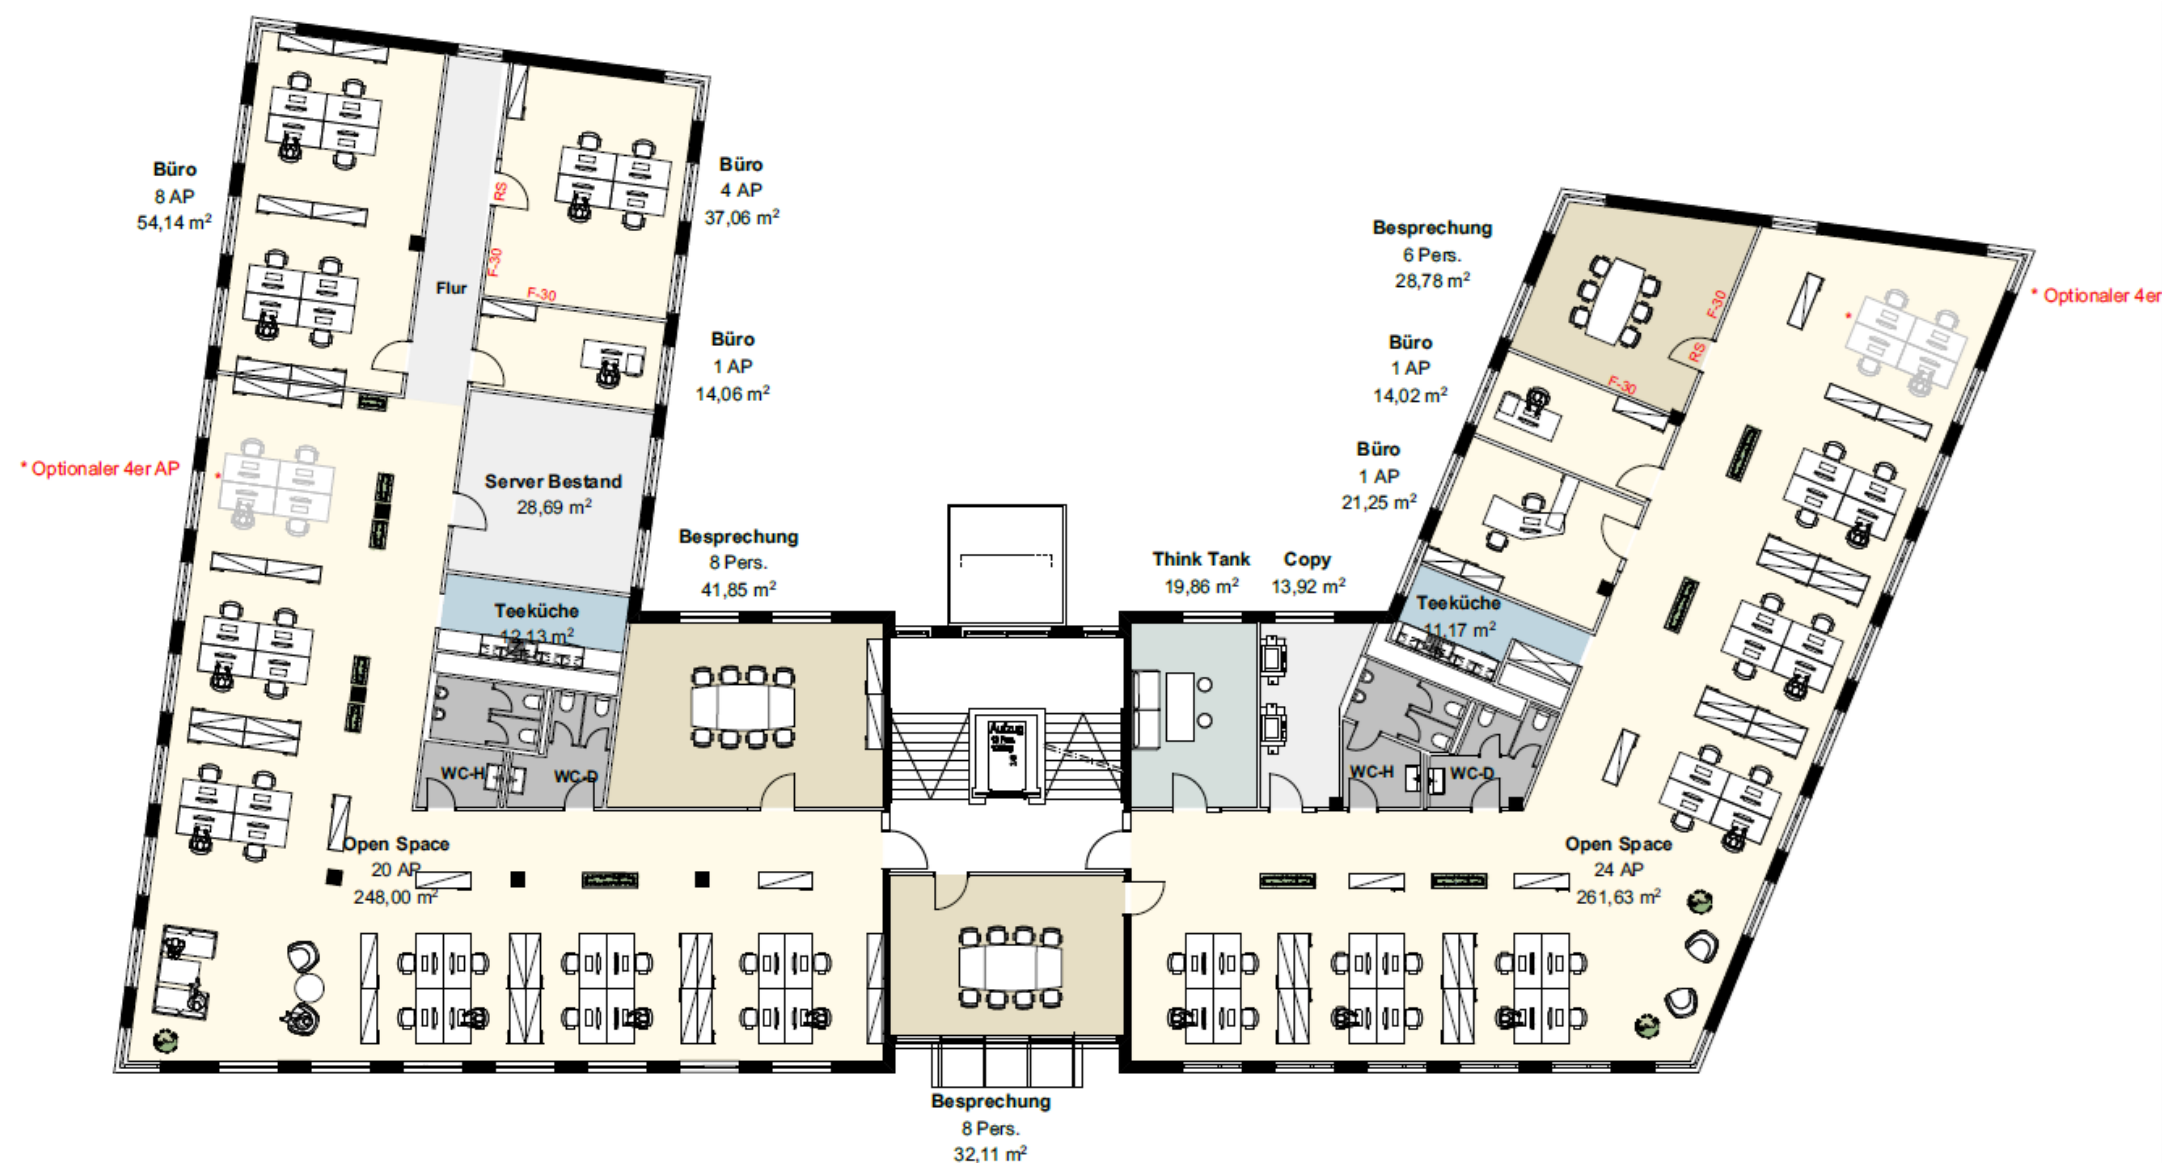 Büro
8 AP
54,14 m²
Flur
RS
F-30
F-30
Büro
4 AP
37,06 m²
Büro
1 AP
14,06 m²
* Optionaler 4er AP
*
Server Bestand
28,69 m²
Teeküche
12,13 m²
WC-H
WC-D
Besprechung
8 Pers.
41,85 m²
Open Space
20 AP
248,00 m²
Aufzug
Besprechung
8 Pers.
32,11 m²
Think Tank
19,86 m²
Copy
13,92 m²
Besprechung
6 Pers.
28,78 m²
F-30
RS
F-30
Büro
1 AP
14,02 m²
Büro
1 AP
21,25 m²
Teeküche
11,17 m²
WC-H
WC-D
*
* Optionaler 4er
Open Space
24 AP
261,63 m²